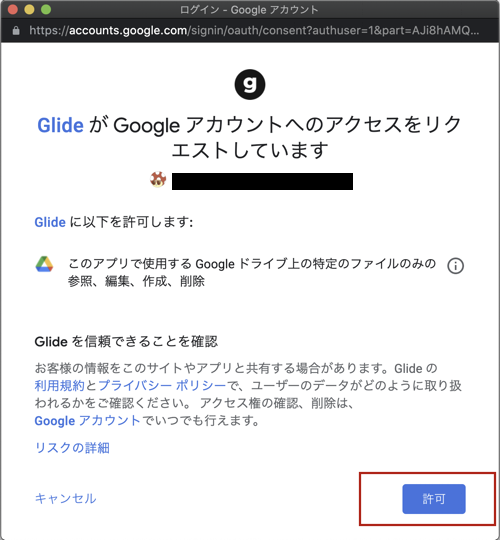 ログイン - Google アカウント
https://accounts.google.com/signin/oauth/consent?authuser=1&part=AJi8hAMQ...
g
Glide が Google アカウントへのアクセスをリク
エストしています
Glide に以下を許可します:
このアプリで使用する Google ドライブ上の特定のファイルのみの
参照、編集、作成、削除
Glide を信頼できることを確認
お客様の情報をこのサイトやアプリと共有する場合があります。Glide の
利用規約とプライバシー ポリシーで、ユーザーのデータがどのように取り扱
われるかをご確認ください。 アクセス権の確認、削除は、
Google アカウントでいつでも行えます。
リスクの詳細
キャンセル
許可